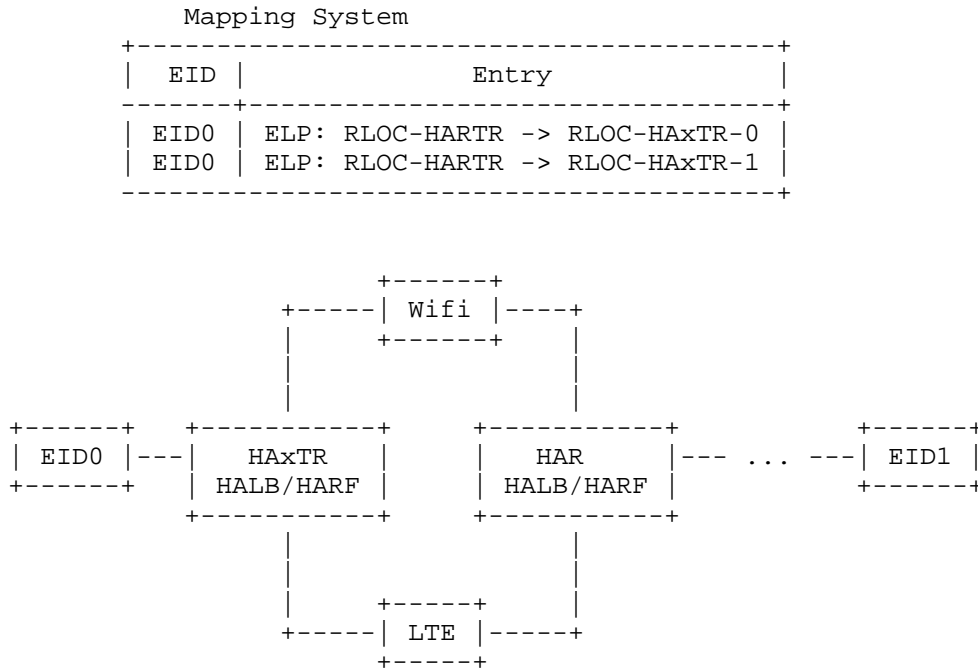 Mapping System
EID | Entry
EID0 | ELP: RLOC-HARTR -> RLOC-HAxTR-0
EID0 | ELP: RLOC-HARTR -> RLOC-HAxTR-1
Wifi
EID0 HAxTR HAR ... EID1
HALB/HARF HALB/HARF
LTE